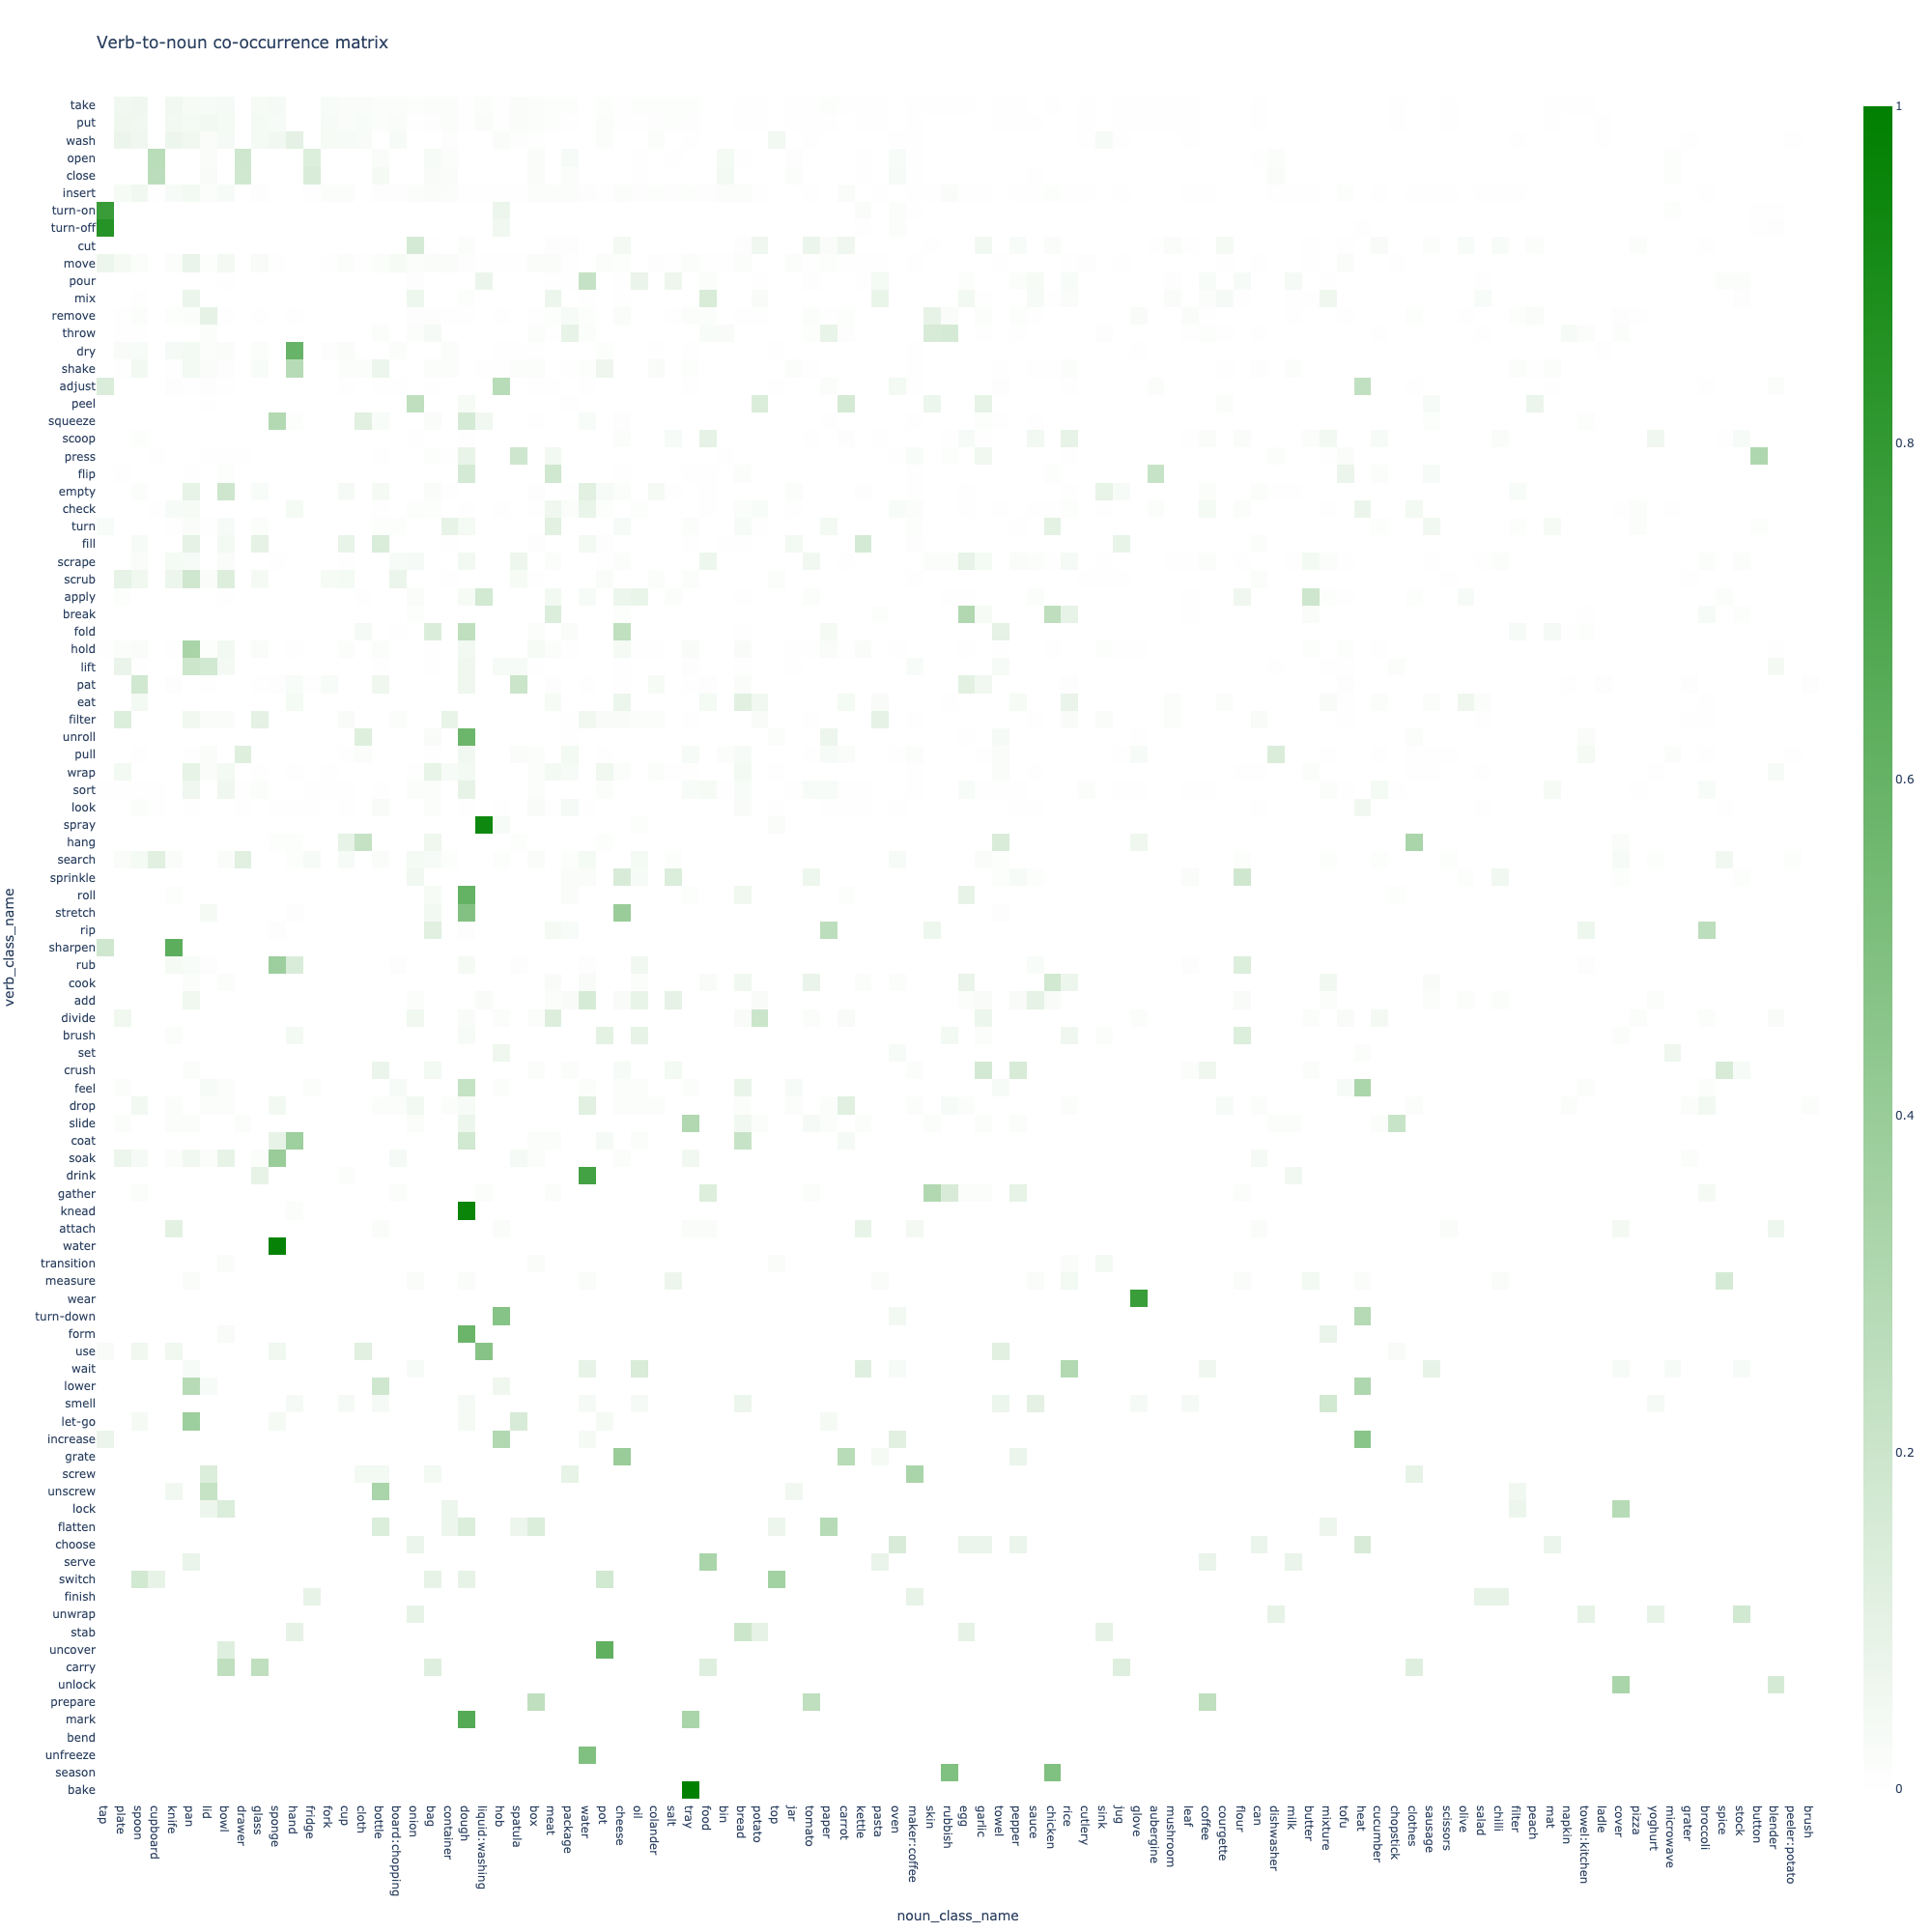 Verb-to-noun co-occurrence matrix
take
put
wash
open
close
insert
turn-on
turn-off
cut
move
pour
mix
remove
throw
dry
shake
adjust
peel
squeeze
scoop
press
flip
empty
check
turn
fill
scrape
scrub
apply
break
fold
hold
lift
pat
eat
filter
unroll
pull
wrap
sort
look
spray
hang
search
sprinkle
roll
stretch
rip
sharpen
rub
cook
add
divide
brush
set
crush
feel
drop
slide
coat
soak
drink
gather
knead
attach
water
transition
measure
wear
turn-down
form
use
wait
lower
smell
let-go
increase
grate
screw
unscrew
lock
flatten
choose
serve
switch
finish
unwrap
stab
uncover
carry
unlock
prepare
mark
bend
unfreeze
season
bake
verb_class_name
tap
plate
spoon
cupboard
knife
pan
lid
bowl
drawer
glass
sponge
hand
fridge
fork
cup
cloth
bottle
board:chopping
onion
bag
container
dough
liquid:washing
hob
spatula
box
meat
package
water
pot
cheese
oil
colander
salt
tray
food
bin
bread
potato
top
jar
tomato
paper
carrot
kettle
pasta
oven
maker:coffee
skin
rubbish
egg
garlic
towel
pepper
sauce
chicken
rice
cutlery
sink
jug
glove
aubergine
mushroom
leaf
coffee
courgette
flour
can
dishwasher
milk
butter
mixture
tofu
heat
cucumber
chopstick
clothes
sausage
scissors
olive
salad
chilli
filter
peach
mat
napkin
towel:kitchen
ladle
cover
pizza
yoghurt
microwave
grater
broccoli
spice
stock
button
blender
peeler:potato
brush
noun_class_name
1
0.8
0.6
0.4
0.2
0